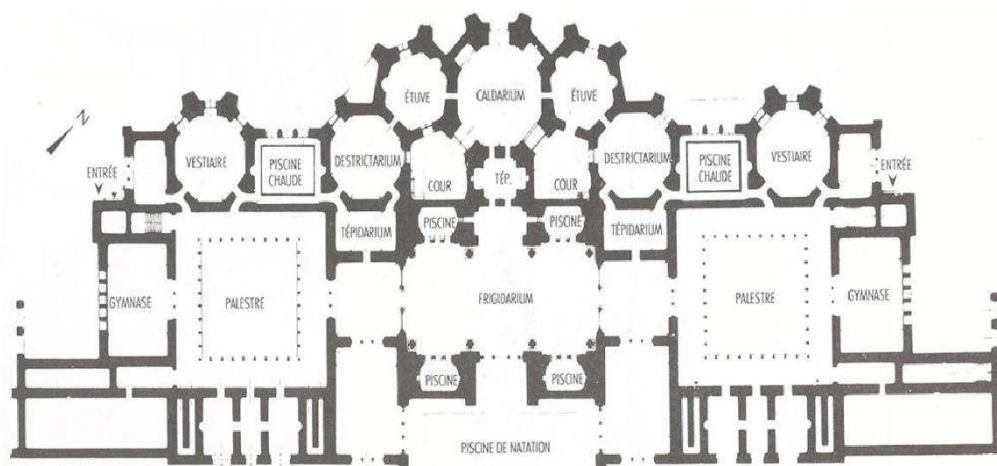 CALDARIUM
ÉTUVE
ÉTUVE
N
VESTIAIRE
PISCINE
CHAUDE
DESTRICTARIUM
DESTRICTARIUM
PISCINE
CHAUDE
VESTIAIRE
ENTRÉE
COUR
TÉP.
COUR
ENTRÉE
PISCINE
PISCINE
TÉPIDARIUM
TÉPIDARIUM
GYMNASE
PALESTRE
FRIGIDARIUM
PALESTRE
GYMNASE
PISCINE
PISCINE
PISCINE DE NATATION